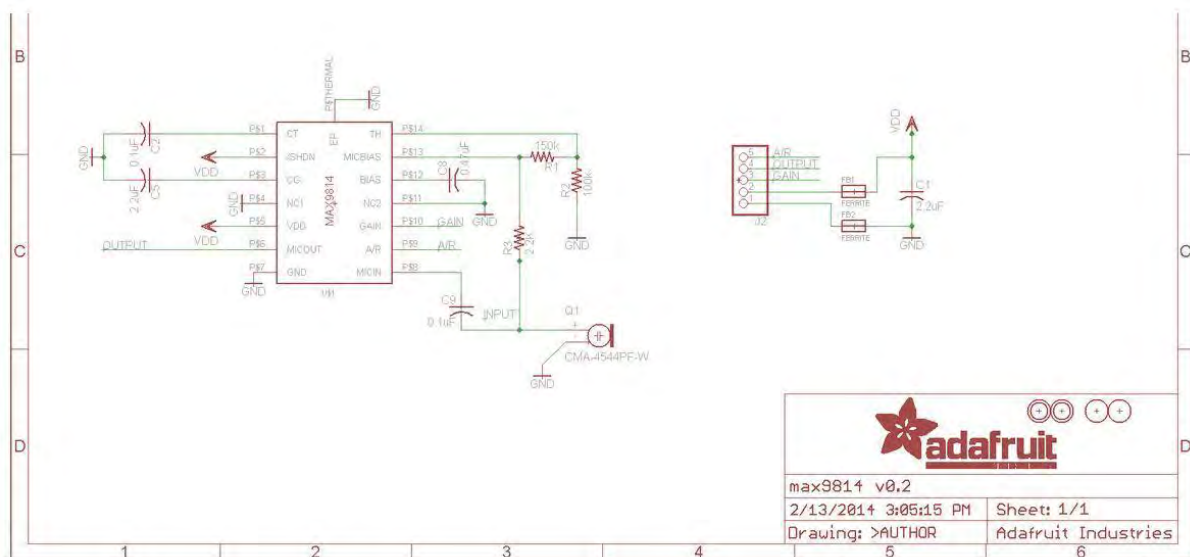 B
B
P$THERMAL
GND
GND
0.1uF
C2
P$1
CT
EP
TH
P$14
150k
R1
VDD
P$2
MICBIAS
P$13
C8
0.47uF
R2
100k
2.2uF
C5
P$3
CG
MAX9814
BIAS
P$12
GND
P$4
NC1
NC2
P$11
GND
VDD
P$5
VDD
GAIN
P$10
GAIN
R3
2.2K
GND
OUTPUT
P$6
MICOUT
A/R
P$9
A/R
GND
P$7
GND
MICIN
P$8
C9
0.1uF
INPUT
Q1
+
-
CMA-4544PF-W
GND
VDD
5
A/R
4
OUTPUT
3
GAIN
2
1
J2
FB1
FERRITE
FB2
FERRITE
C1
2.2uF
GND
C
C
D
D
adafruit
max9814 v0.2
2/13/2014 3:05:15 PM
Sheet: 1/1
Drawing: >AUTHOR
Adafruit Industries
1
2
3
4
5
6